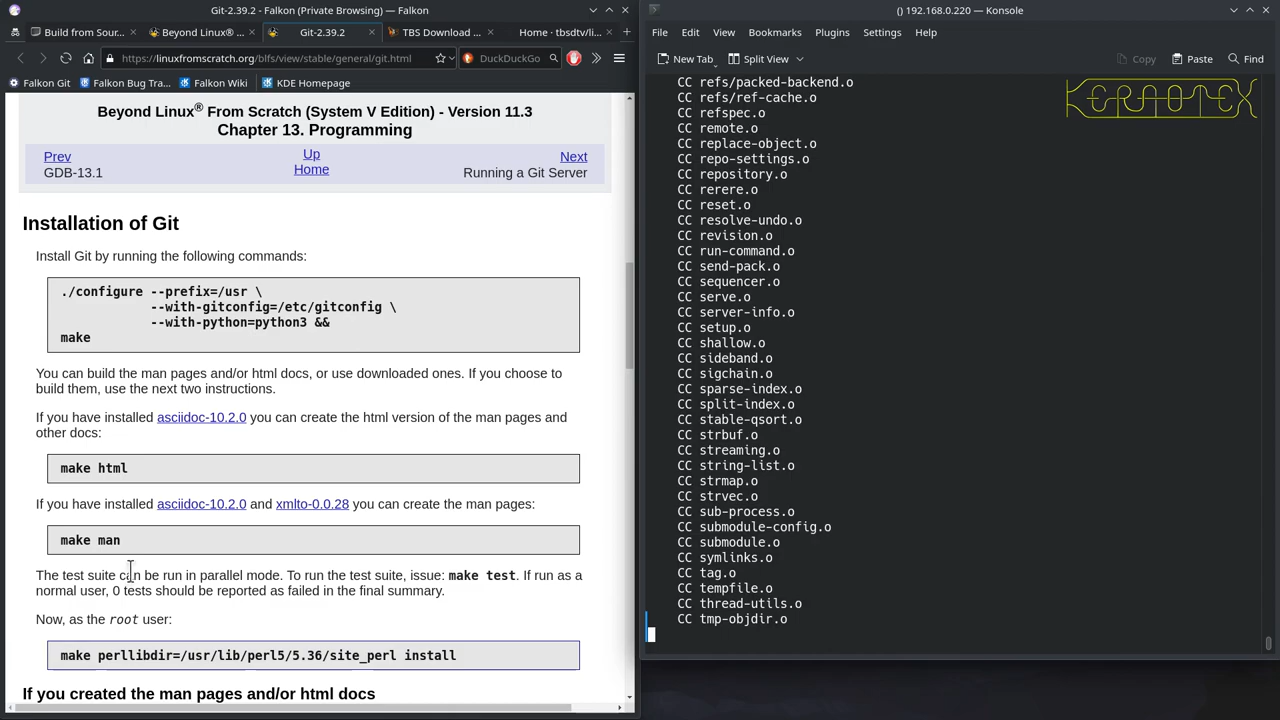 Git-2.39.2 - Falkon (Private Browsing) — Falkon
Build from Sour...
Beyond Linux® ...
Git-2.39.2
TBS Download ...
Home · tbsdtv/li...
https://linuxfromscratch.org/blfs/view/stable/general/git.html
DuckDuckGo
Falkon Git
Falkon Bug Tra...
Falkon Wiki
KDE Homepage
Beyond Linux® From Scratch (System V Edition) - Version 11.3
Chapter 13. Programming
Prev
Up
Next
GDB-13.1
Home
Running a Git Server
Installation of Git
Install Git by running the following commands:
./configure --prefix=/usr \
--with-gitconfig=/etc/gitconfig \
--with-python=python3 &&
make
You can build the man pages and/or html docs, or use downloaded ones. If you choose to
build them, use the next two instructions.
If you have installed asciidoc-10.2.0 you can create the html version of the man pages and
other docs:
make html
If you have installed asciidoc-10.2.0 and xmlto-0.0.28 you can create the man pages:
make man
The test suite can be run in parallel mode. To run the test suite, issue: make test. If run as a
normal user, 0 tests should be reported as failed in the final summary.
Now, as the root user:
make perllibdir=/usr/lib/perl5/5.36/site_perl install
If you created the man pages and/or html docs
() 192.168.0.220 — Konsole
File Edit View Bookmarks Plugins Settings Help
New Tab
Split View
Copy
Paste
Find
CC refs/packed-backend.o
CC refs/ref-cache.o
CC refspec.o
CC remote.o
CC replace-object.o
CC repo-settings.o
CC repository.o
CC rerere.o
CC reset.o
CC resolve-undo.o
CC revision.o
CC run-command.o
CC send-pack.o
CC sequencer.o
CC serve.o
CC server-info.o
CC setup.o
CC shallow.o
CC sideband.o
CC sigchain.o
CC sparse-index.o
CC split-index.o
CC stable-qsort.o
CC strbuf.o
CC streaming.o
CC string-list.o
CC strmap.o
CC strvec.o
CC sub-process.o
CC submodule-config.o
CC submodule.o
CC symlinks.o
CC tag.o
CC tempfile.o
CC thread-utils.o
CC tmp-objdir.o